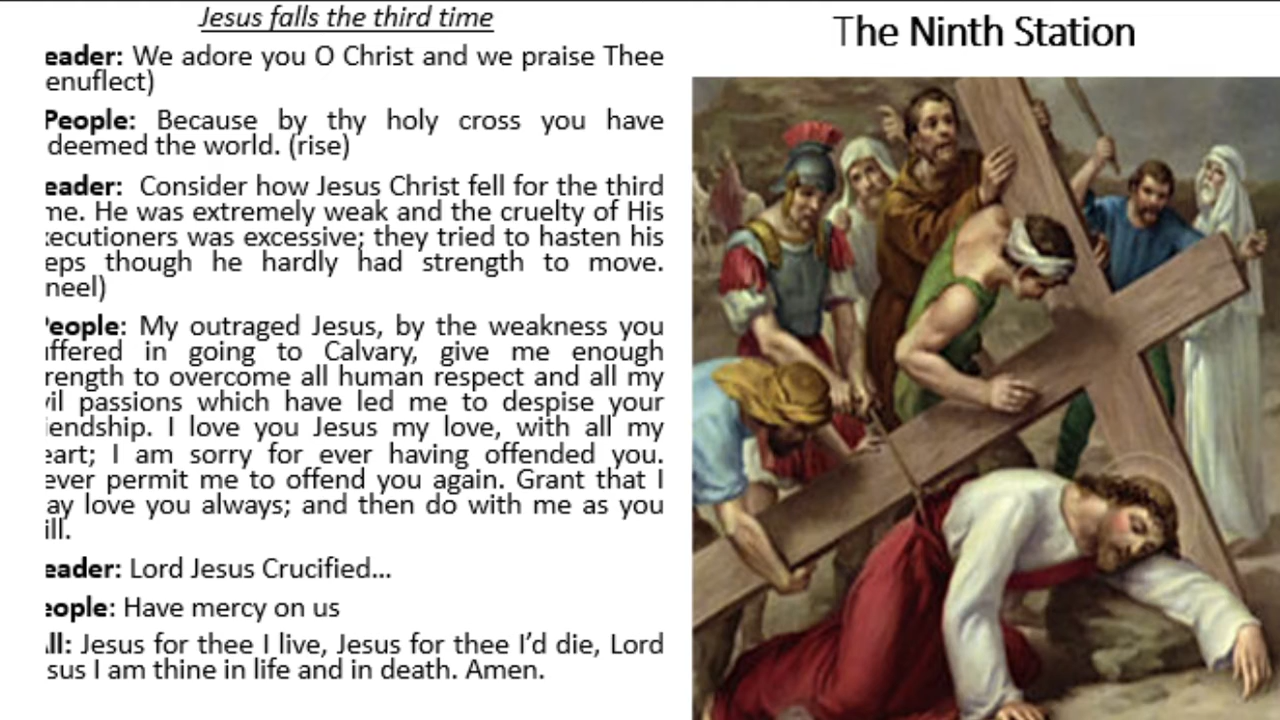 Jesus falls the third time
eader: We adore you O Christ and we praise Thee
enuflect)
People: Because by thy holy cross you have
deemed the world. (rise)
eader: Consider how Jesus Christ fell for the third
me. He was extremely weak and the cruelty of His
xecutioners was excessive; they tried to hasten his
eps though he hardly had strength to move.
neel)
People: My outraged Jesus, by the weakness you
uffered in going to Calvary, give me enough
rength to overcome all human respect and all my
vil passions which have led me to despise your
iendship. I love you Jesus my love, with all my
eart; I am sorry for ever having offended you.
ever permit me to offend you again. Grant that I
ay love you always; and then do with me as you
ill.
eader: Lord Jesus Crucified...
eople: Have mercy on us
ll: Jesus for thee I live, Jesus for thee I'd die, Lord
sus I am thine in life and in death. Amen.
The Ninth Station